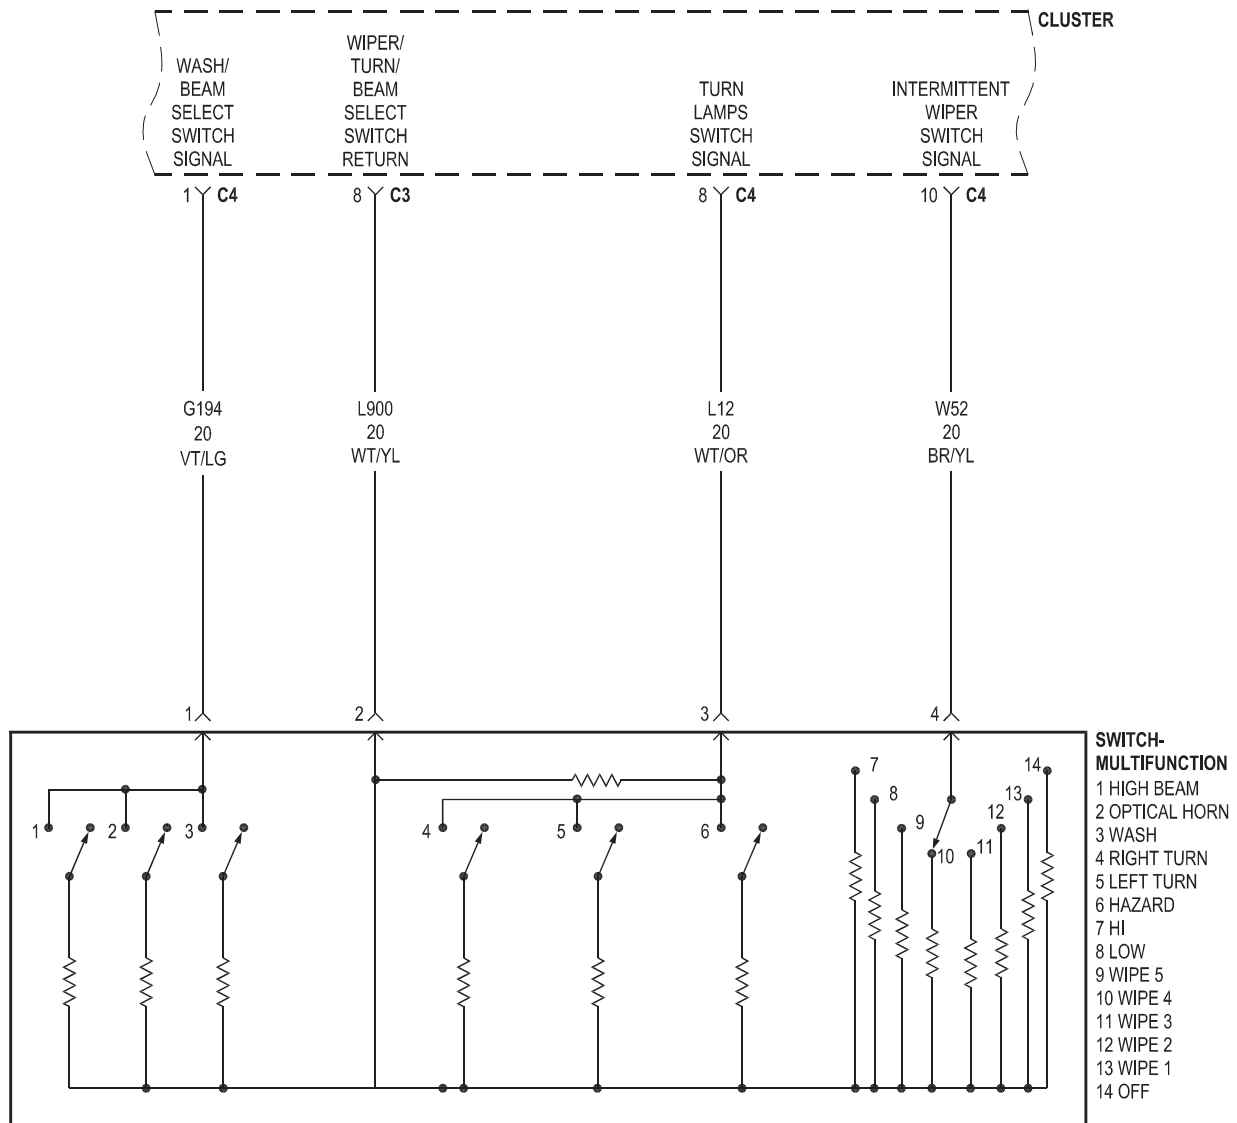 CLUSTER
WASH/
BEAM
SELECT
SWITCH
SIGNAL
WIPER/
TURN/
BEAM
SELECT
SWITCH
RETURN
TURN
LAMPS
SWITCH
SIGNAL
INTERMITTENT
WIPER
SWITCH
SIGNAL
1 C4
8 C3
8 C4
10 C4
G194
20
VT/LG
L900
20
WT/YL
L12
20
WT/OR
W52
20
BR/YL
1
2
3
4
1
2
3
4
5
6
7
8
9
10
11
12
13
14
SWITCH-
MULTIFUNCTION
1 HIGH BEAM
2 OPTICAL HORN
3 WASH
4 RIGHT TURN
5 LEFT TURN
6 HAZARD
7 HI
8 LOW
9 WIPE 5
10 WIPE 4
11 WIPE 3
12 WIPE 2
13 WIPE 1
14 OFF